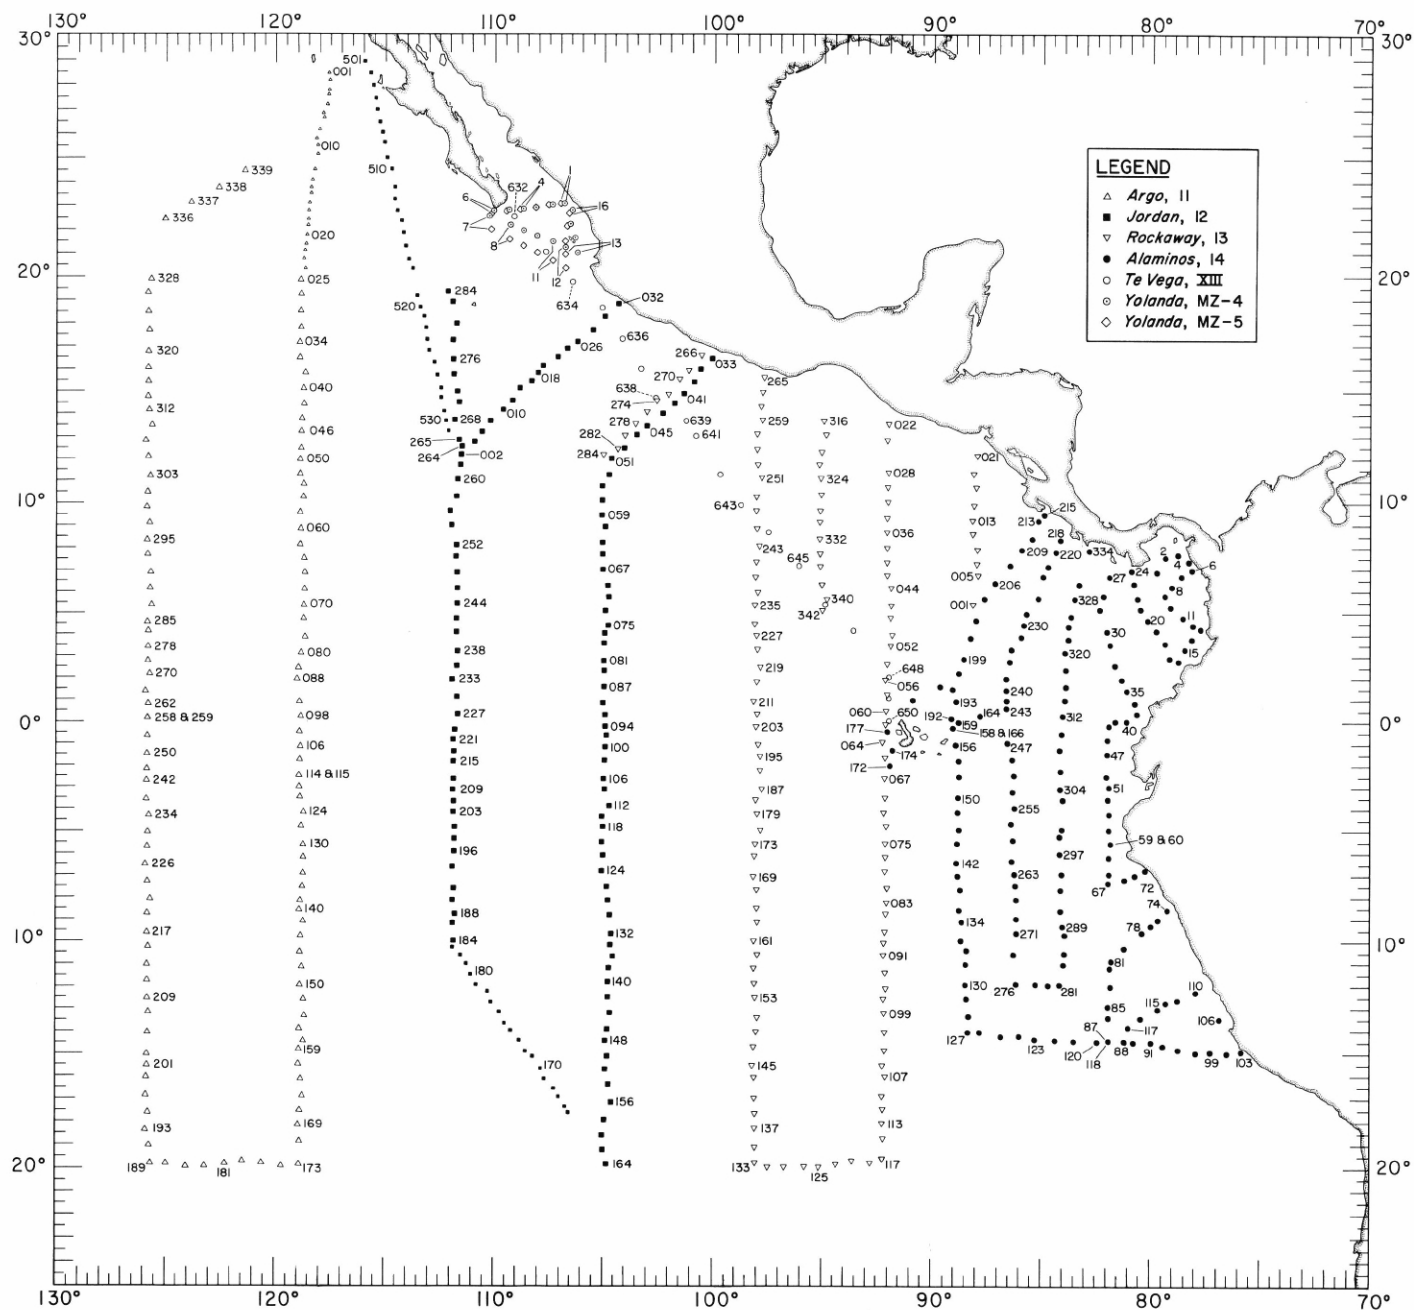 130° 120° 110° 100° 90° 80° 70°
30° 30°
501
001
010
510
339
338
337
336
LEGEND
Argo, 11
Jordan, 12
Rockaway, 13
Alaminos, 14
Te Vega, XIII
Yolanda, MZ-4
Yolanda, MZ-5
632 4 1
6 16
7
8 13
11 12
020
20° 20°
328 025
284
634 032
520
034 636
026
320 276 266 033
018 270 265
040 638 041
312 010 274
530 268 278 639 259 316 022
046 265 282 045 641
264 002 284 051
050 021
303 260 251 324 028
10° 10°
643
059 013 213 215
060 036 218
295 252 243 332 209 220 334 2
645 4 6
067 005 206 27 24
044 8
070 244 235 340 001 328
342 11
285 075 230 30 20
227
278 080 238 052 15
081 199 320
270 088 233 219 648
087 056 240 35
262 211 193
258 & 259 098 227 060 650 192 164 243 312
0° 0°
094 203 177 159 40
106 221 158 & 166
250 100 064 156 247
215 195 174 47
242 114 & 115 172
106 067
209 187 304 51
124 203 112 150 255
234 179
118
130 196 173 075 297 59 & 60
226 142
124 169 263 67 72
083
140 188 74
217 132 134 289 78
184 161 271
10° 10°
180 091 81
150 140 130 276 281 110
209 153 115
099 85
106
127 123 87 117
159 148 120 118 88 91 99 103
201 170 145 107
156
193 169 137 113
189 181 173 164 133 125 117
20° 20°
130° 120° 110° 100° 90° 80° 70°